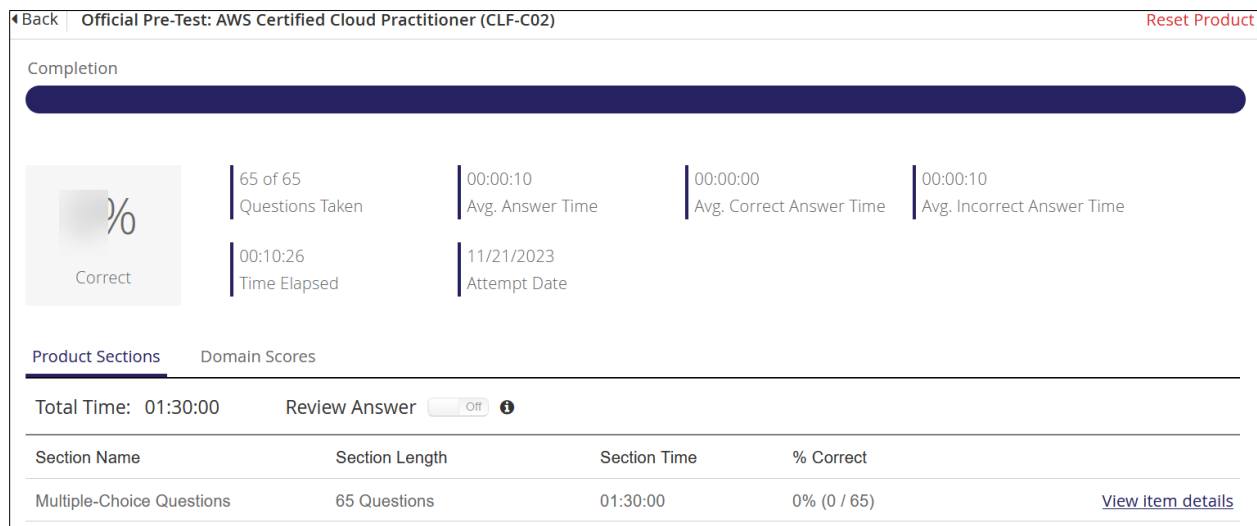 Back Official Pre-Test: AWS Certified Cloud Practitioner (CLF-C02) Reset Product
Completion
%
Correct
65 of 65
Questions Taken
00:00:10
Avg. Answer Time
00:00:00
Avg. Correct Answer Time
00:00:10
Avg. Incorrect Answer Time
00:10:26
Time Elapsed
11/21/2023
Attempt Date
Product Sections Domain Scores
Total Time: 01:30:00 Review Answer Off
Section Name Section Length Section Time % Correct
Multiple-Choice Questions 65 Questions 01:30:00 0% (0 / 65) View item details